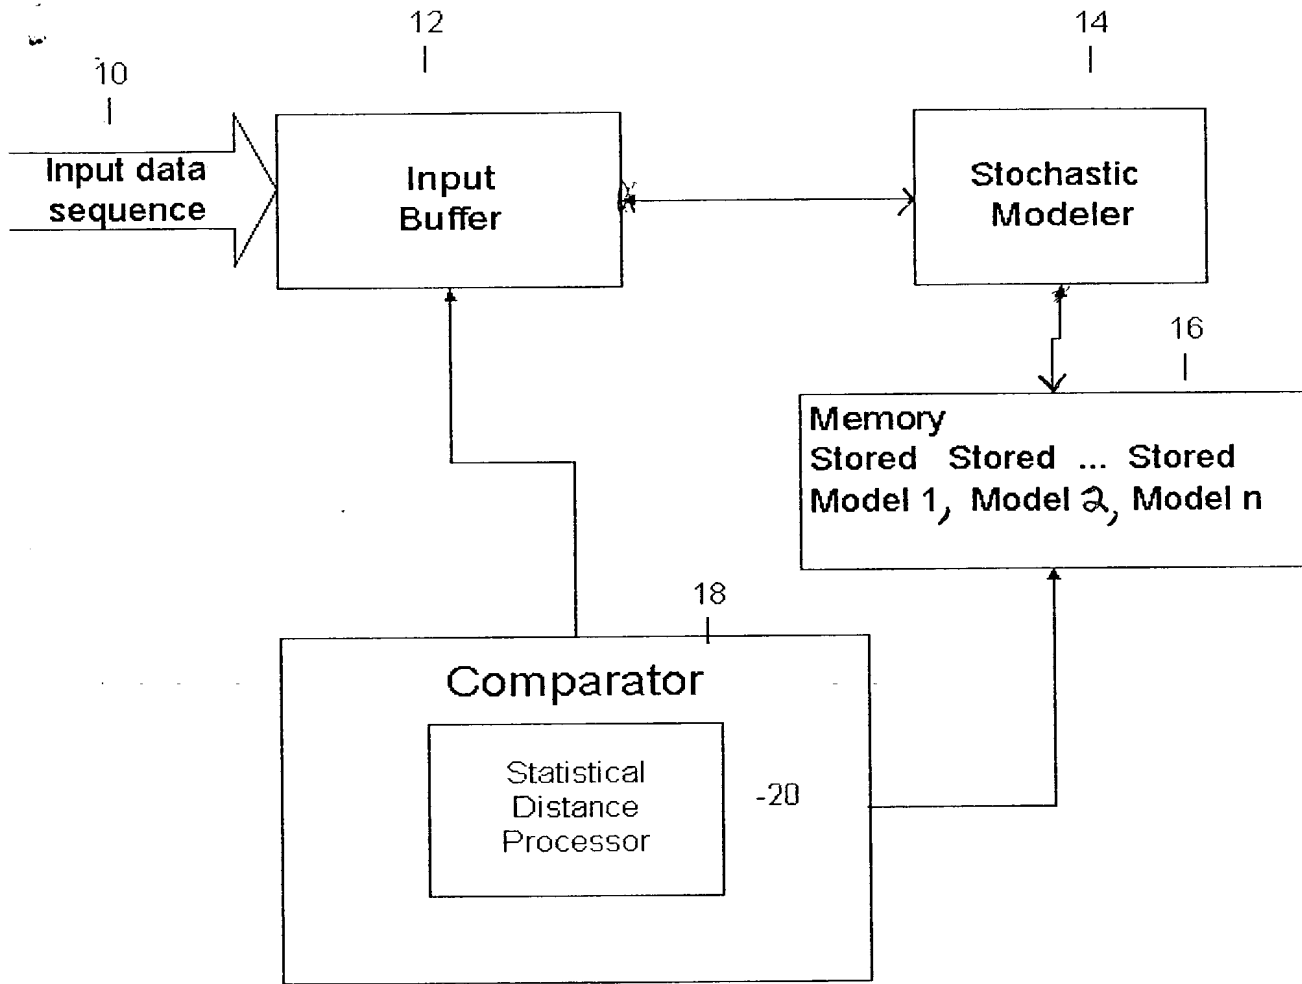 12
14
10
Input data
sequence
Input
Buffer
Stochastic
Modeler
16
Memory
Stored Stored ... Stored
Model 1, Model 2, Model n
18
Comparator
Statistical
Distance
Processor
-20